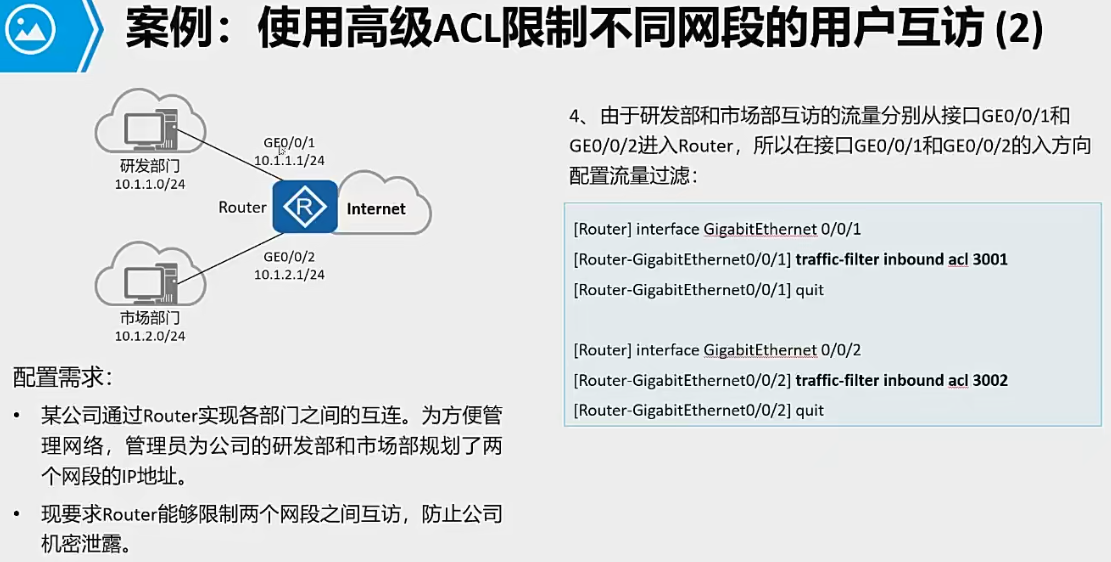 案例：使用高级ACL限制不同网段的用户互访 (2)
GE0/0/1
10.1.1.1/24
研发部门
10.1.1.0/24
Router
R
Internet
GE0/0/2
10.1.2.1/24
市场部门
10.1.2.0/24
配置需求：
• 某公司通过Router实现各部门之间的互连。为方便管
理网络，管理员为公司的研发部和市场部规划了两
个网段的IP地址。
• 现要求Router能够限制两个网段之间互访，防止公司
机密泄露。
4、由于研发部和市场部互访的流量分别从接口GE0/0/1和
GE0/0/2进入Router，所以在接口GE0/0/1和GE0/0/2的入方向
配置流量过滤：
[Router] interface GigabitEthernet 0/0/1
[Router-GigabitEthernet0/0/1] traffic-filter inbound acl 3001
[Router-GigabitEthernet0/0/1] quit
[Router] interface GigabitEthernet 0/0/2
[Router-GigabitEthernet0/0/2] traffic-filter inbound acl 3002
[Router-GigabitEthernet0/0/2] quit